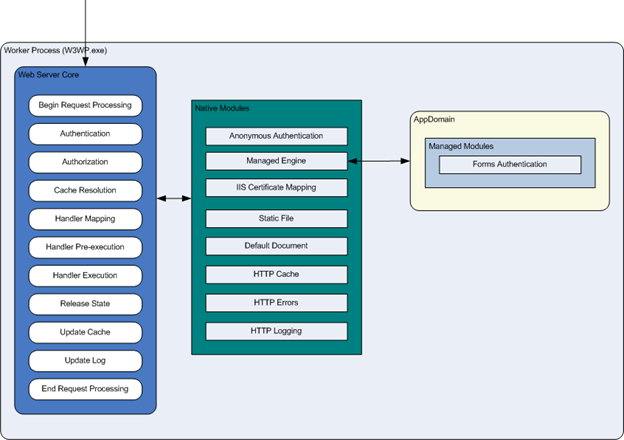 Worker Process (W3WP.exe)
Web Server Core
Begin Request Processing
Authentication
Authorization
Cache Resolution
Handler Mapping
Handler Pre-execution
Handler Execution
Release State
Update Cache
Update Log
End Request Processing
Native Modules
Anonymous Authentication
Managed Engine
IIS Certificate Mapping
Static File
Default Document
HTTP Cache
HTTP Errors
HTTP Logging
AppDomain
Managed Modules
Forms Authentication